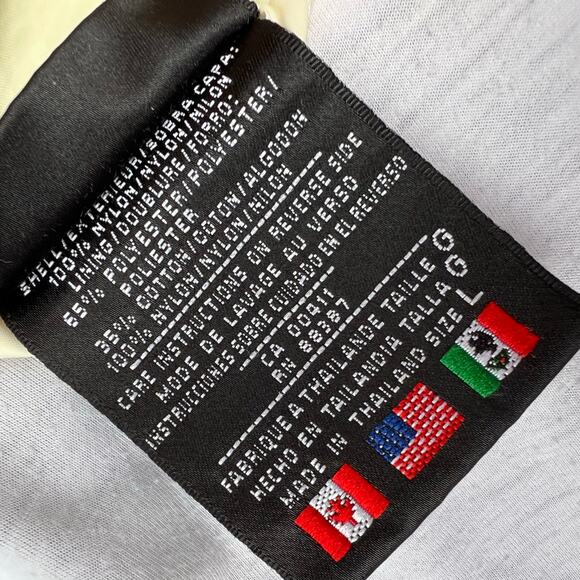 SHELL/EXTERIEUR/SOBRA CAPA:
100% NYLON/NYLON/NILON
LINING/DOUBLURE/FORRO:
65% POLYESTER/POLYESTER/
POLYESTER
35% COTTON/COTON/ALGODON
100% NYLON/NYLON/NILON
CARE INSTRUCTIONS ON REVERSE SIDE
MODE DE LAVAGE AU VERSO
INSTRUCCIONES SOBRE CUIDADO EN EL REVERSO
CA 00411
RN 88387
FABRIQUE A THAILANDE TAILLE G
HECHO EN TAILANDIA TALLA G
MADE IN THAILAND SIZE L